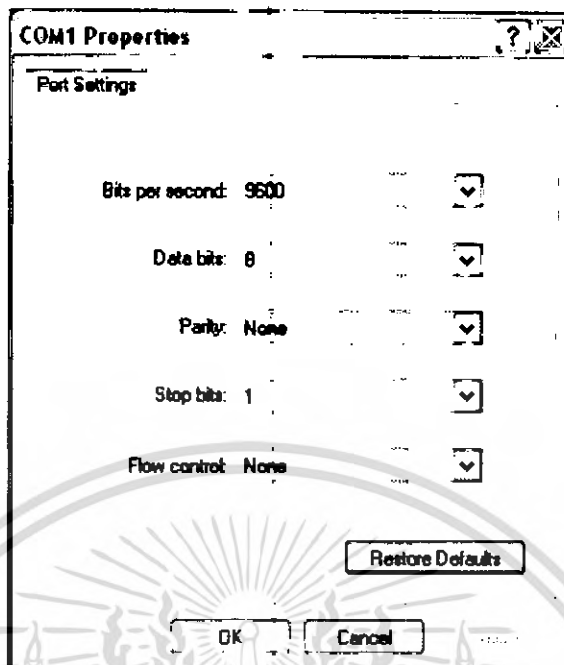 COM1 Properties
Port Settings
Bits per second: 9600
Data bits: 8
Parity: None
Stop bits: 1
Flow control: None
Restore Defaults
OK Cancel